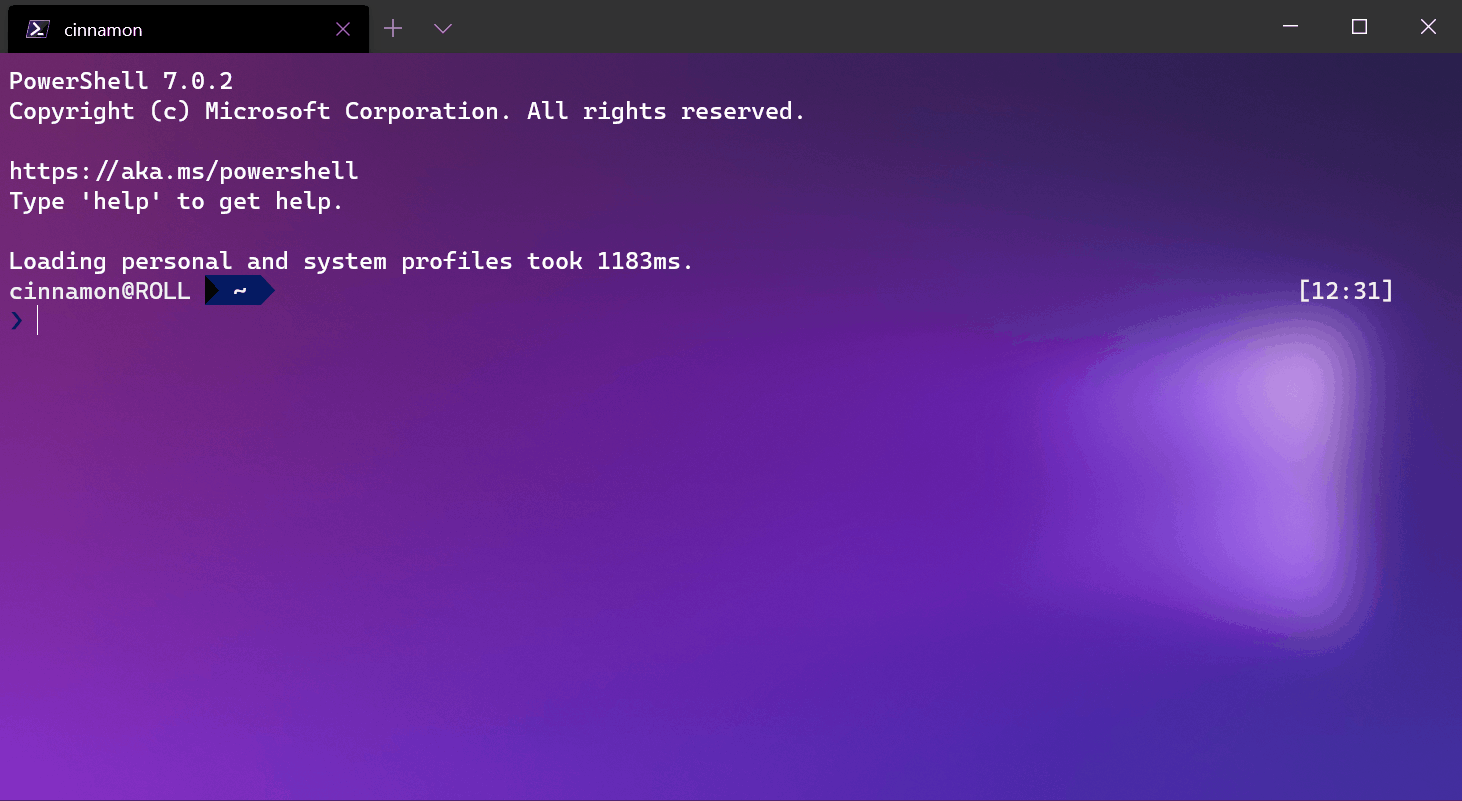 cinnamon
PowerShell 7.0.2
Copyright (c) Microsoft Corporation. All rights reserved.
https://aka.ms/powershell
Type 'help' to get help.
Loading personal and system profiles took 1183ms.
cinnamon@ROLL ~ [12:31]
❯